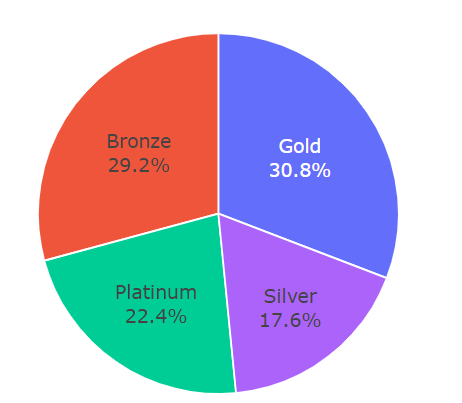 Bronze
29.2%
Gold
30.8%
Platinum
22.4%
Silver
17.6%